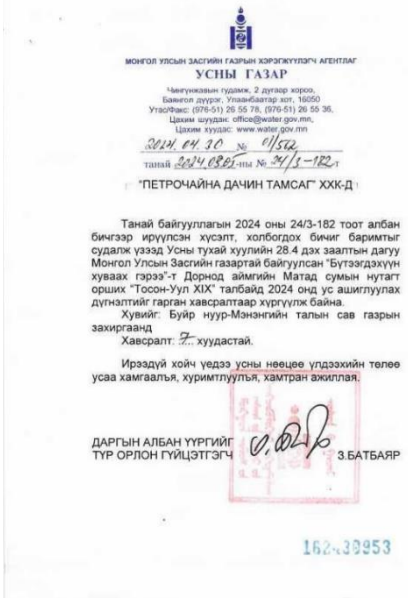 МОНГОЛ УЛСЫН ЗАСГИЙН ГАЗРЫН ХЭРЭГЖҮҮЛЭГЧ АГЕНТЛАГ
УСНЫ ГАЗАР
Чингүнжавын гудамж, 2 дугаар хороо,
Баянгол дүүрэг, Улаанбаатар хот, 16050
Утас/Факс: (976-51) 26 55 78, (976-51) 26 55 36,
Цахим шуудан: office@water.gov.mn,
Цахим хуудас: www.water.gov.mn
2024.04.30 № 01/512
танай 2024.03.05-ны № 24/3-182 т
"ПЕТРОЧАЙНА ДАЧИН ТАМСАГ" ХХК-Д
Танай байгууллагын 2024 оны 24/3-182 тоот албан
бичгээр ирүүлсэн хүсэлт, холбогдох бичиг баримтыг
судалж үзээд Усны тухай хуулийн 28.4 дэх заалтын дагуу
Монгол Улсын Засгийн газартай байгуулсан "Бүтээгдэхүүн
хуваах гэрээ"-т Дорнод аймгийн Матад сумын нутагт
орших "Тосон-Уул XIX" талбайд 2024 онд ус ашиглуулах
дүгнэлтийг гарган хавсралтаар хүргүүлж байна.
Хувийг: Буйр нуур-Мэнэнгийн талын сав газрын
захиргаанд
Хавсралт: 7 хуудастай.
Ирээдүй хойч үедээ усны нөөцөө үлдээхийн төлөө
усаа хамгаалъя, хуримтлуулъя, хамтран ажиллая.
ДАРГЫН АЛБАН ҮҮРГИЙГ
ТҮР ОРЛОН ГҮЙЦЭТГЭГЧ З.БАТБАЯР